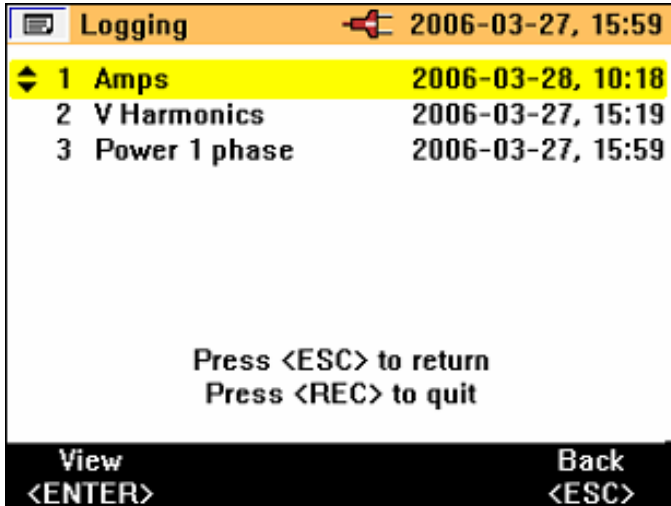 Logging 2006-03-27, 15:59
1 Amps 2006-03-28, 10:18
2 V Harmonics 2006-03-27, 15:19
3 Power 1 phase 2006-03-27, 15:59
Press <ESC> to return
Press <REC> to quit
View Back
<ENTER> <ESC>